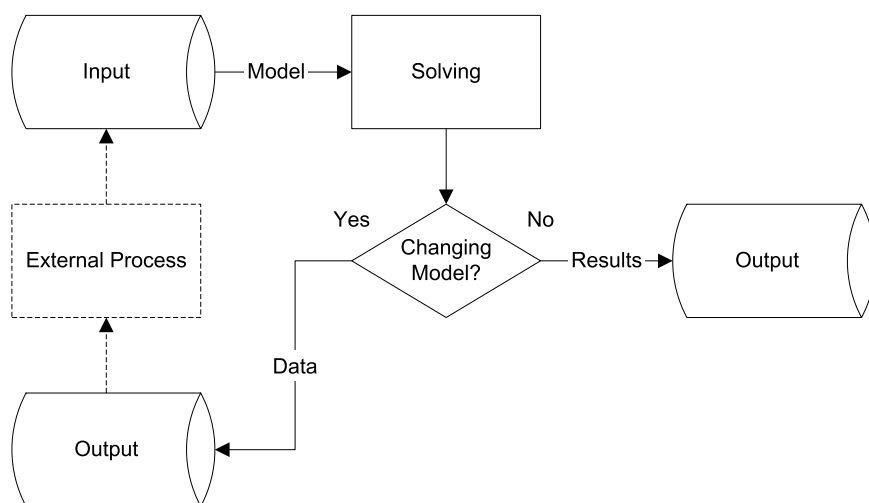 Input
Model
Solving
Yes
No
External Process
Changing
Model?
Results
Output
Data
Output